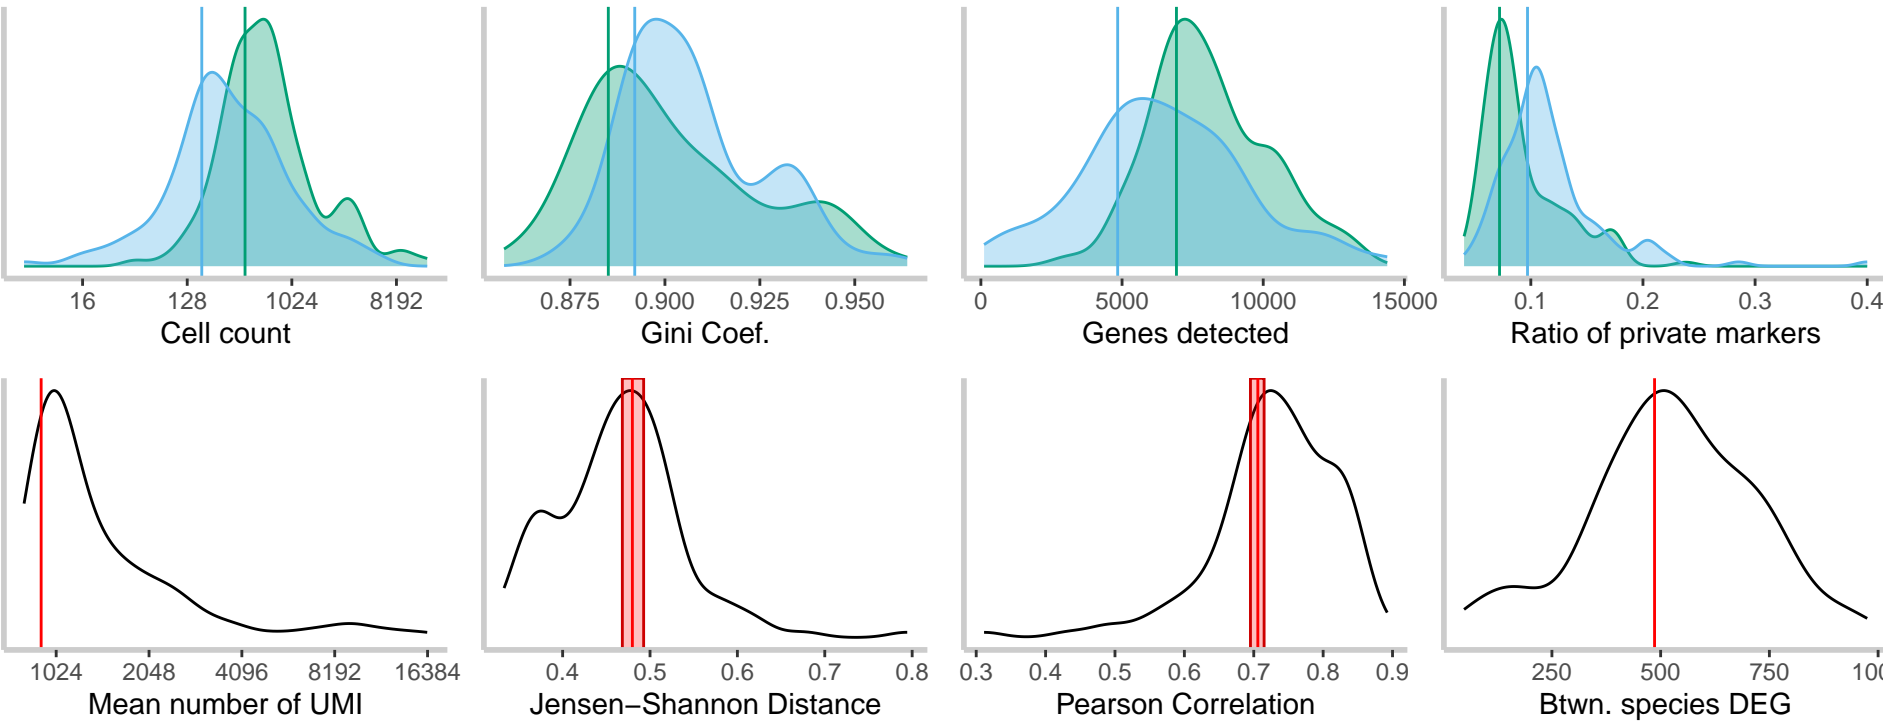 16 128 1024 8192
Cell count
0.875 0.900 0.925 0.950
Gini Coef.
0 5000 10000 15000
Genes detected
0.1 0.2 0.3 0.4
Ratio of private markers
1024 2048 4096 8192 16384
Mean number of UMI
0.4 0.5 0.6 0.7 0.8
Jensen−Shannon Distance
0.3 0.4 0.5 0.6 0.7 0.8 0.9
Pearson Correlation
250 500 750 100
Btwn. species DEG